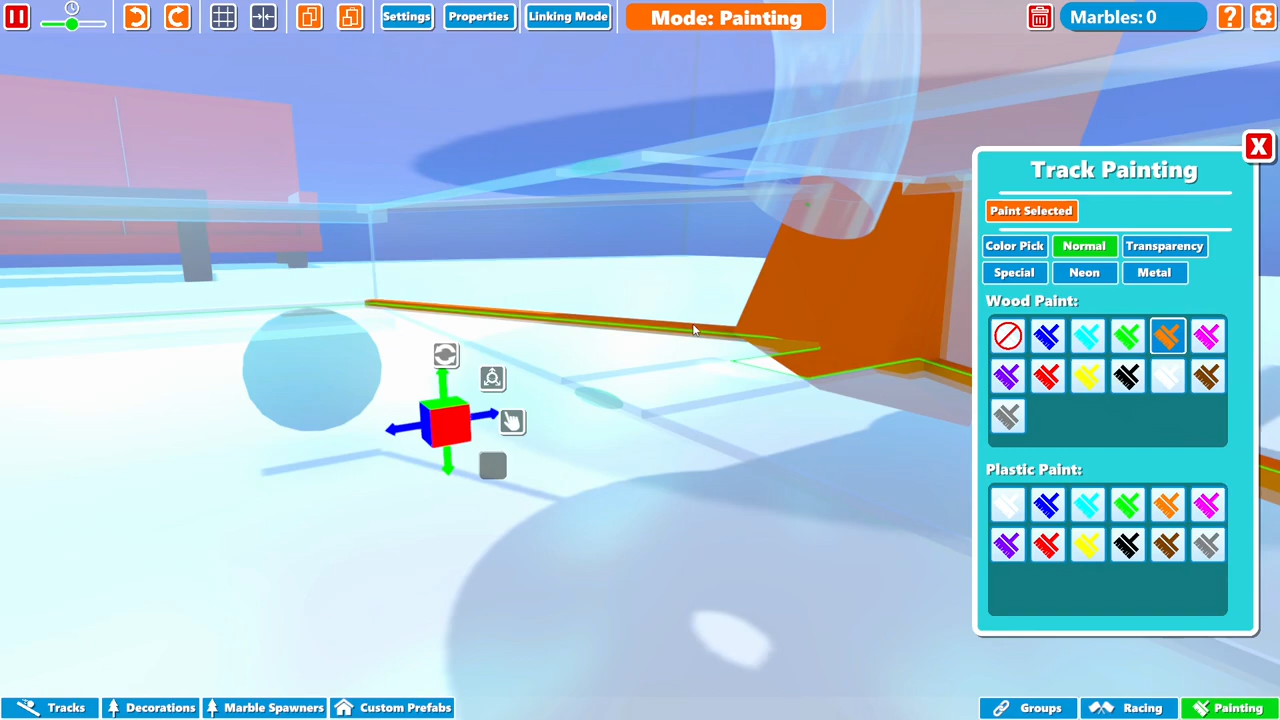 Settings
Properties
Linking Mode
Mode: Painting
Marbles: 0
?
X
Track Painting
Paint Selected
Color Pick
Normal
Transparency
Special
Neon
Metal
Wood Paint:
Plastic Paint:
Tracks
Decorations
Marble Spawners
Custom Prefabs
Groups
Racing
Painting